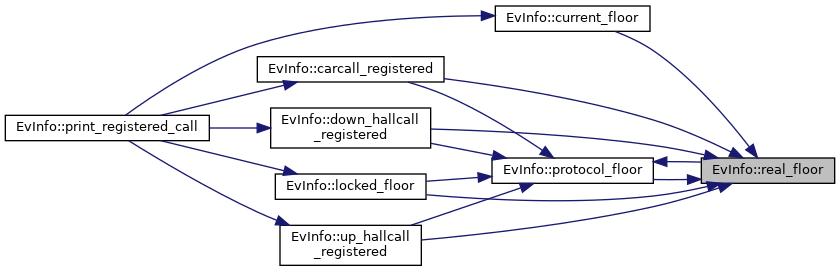 EvInfo::current_floor
EvInfo::carcall_registered
EvInfo::print_registered_call
EvInfo::down_hallcall
_registered
EvInfo::protocol_floor
EvInfo::real_floor
EvInfo::locked_floor
EvInfo::up_hallcall
_registered